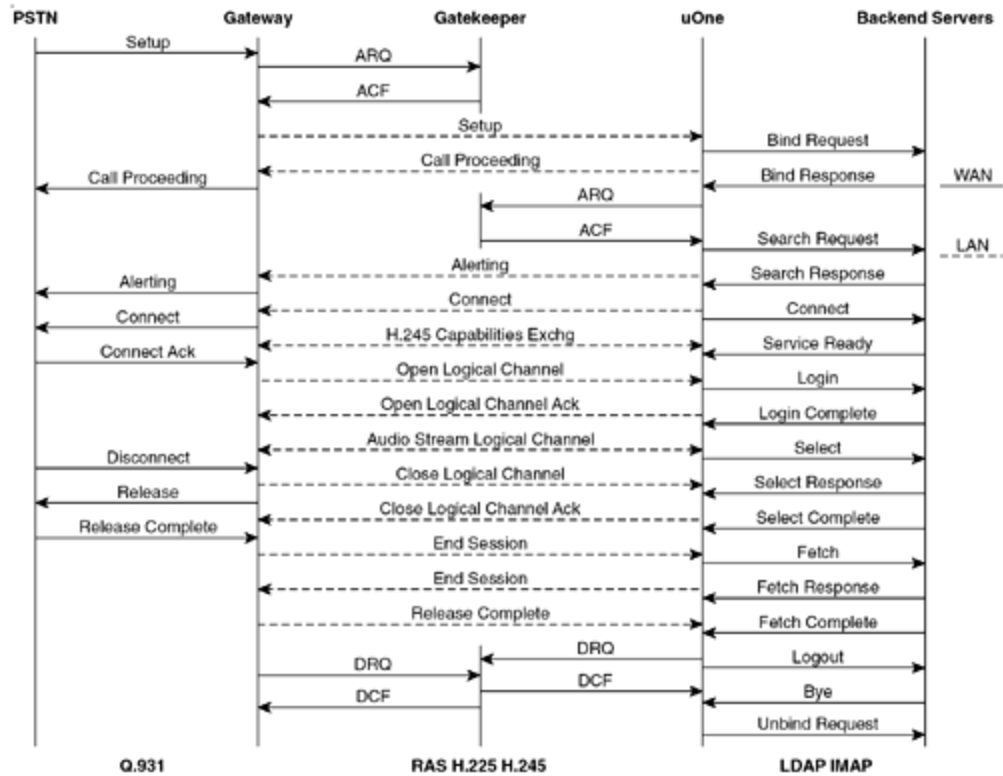 PSTN Gateway Gatekeeper uOne Backend Servers
Setup
ARQ
ACF
Setup
Bind Request
Call Proceeding
Call Proceeding
Bind Response
WAN
ARQ
ACF
Search Request
LAN
Alerting
Search Response
Alerting
Connect
Connect
Connect
H.245 Capabilities Exchg
Service Ready
Connect Ack
Open Logical Channel
Login
Open Logical Channel Ack
Login Complete
Audio Stream Logical Channel
Select
Disconnect
Close Logical Channel
Select Response
Release
Close Logical Channel Ack
Select Complete
Release Complete
End Session
Fetch
End Session
Fetch Response
Release Complete
Fetch Complete
DRQ
Logout
DRQ
DCF
Bye
DCF
Unbind Request
Q.931 RAS H.225 H.245 LDAP IMAP